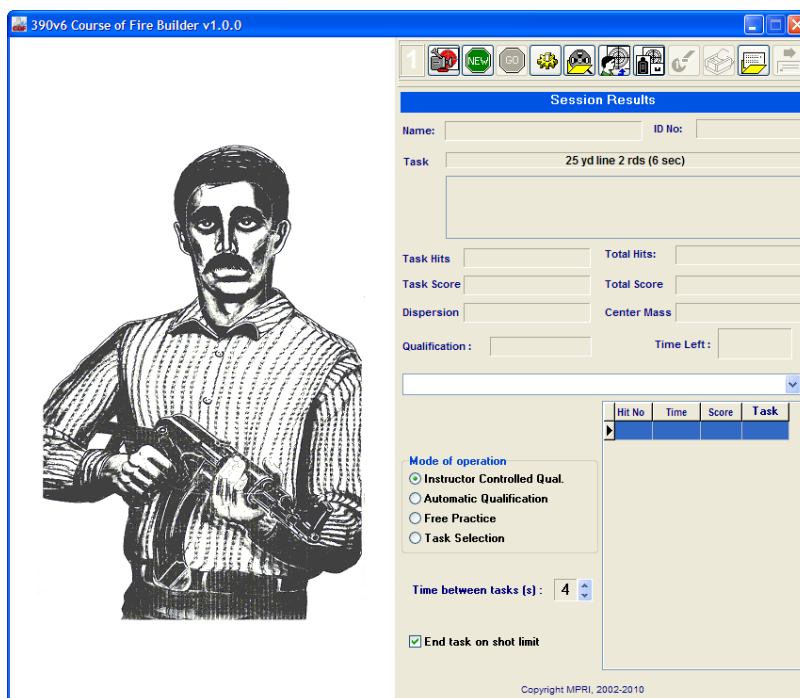 390v6 Course of Fire Builder v1.0.0
1 NEW GO
Session Results
Name: ID No:
Task 25 yd line 2 rds (6 sec)
Task Hits Total Hits:
Task Score Total Score
Dispersion Center Mass
Qualification : Time Left :
Hit No Time Score Task
Mode of operation
Instructor Controlled Qual.
Automatic Qualification
Free Practice
Task Selection
Time between tasks (s) : 4
End task on shot limit
Copyright MPRI, 2002-2010